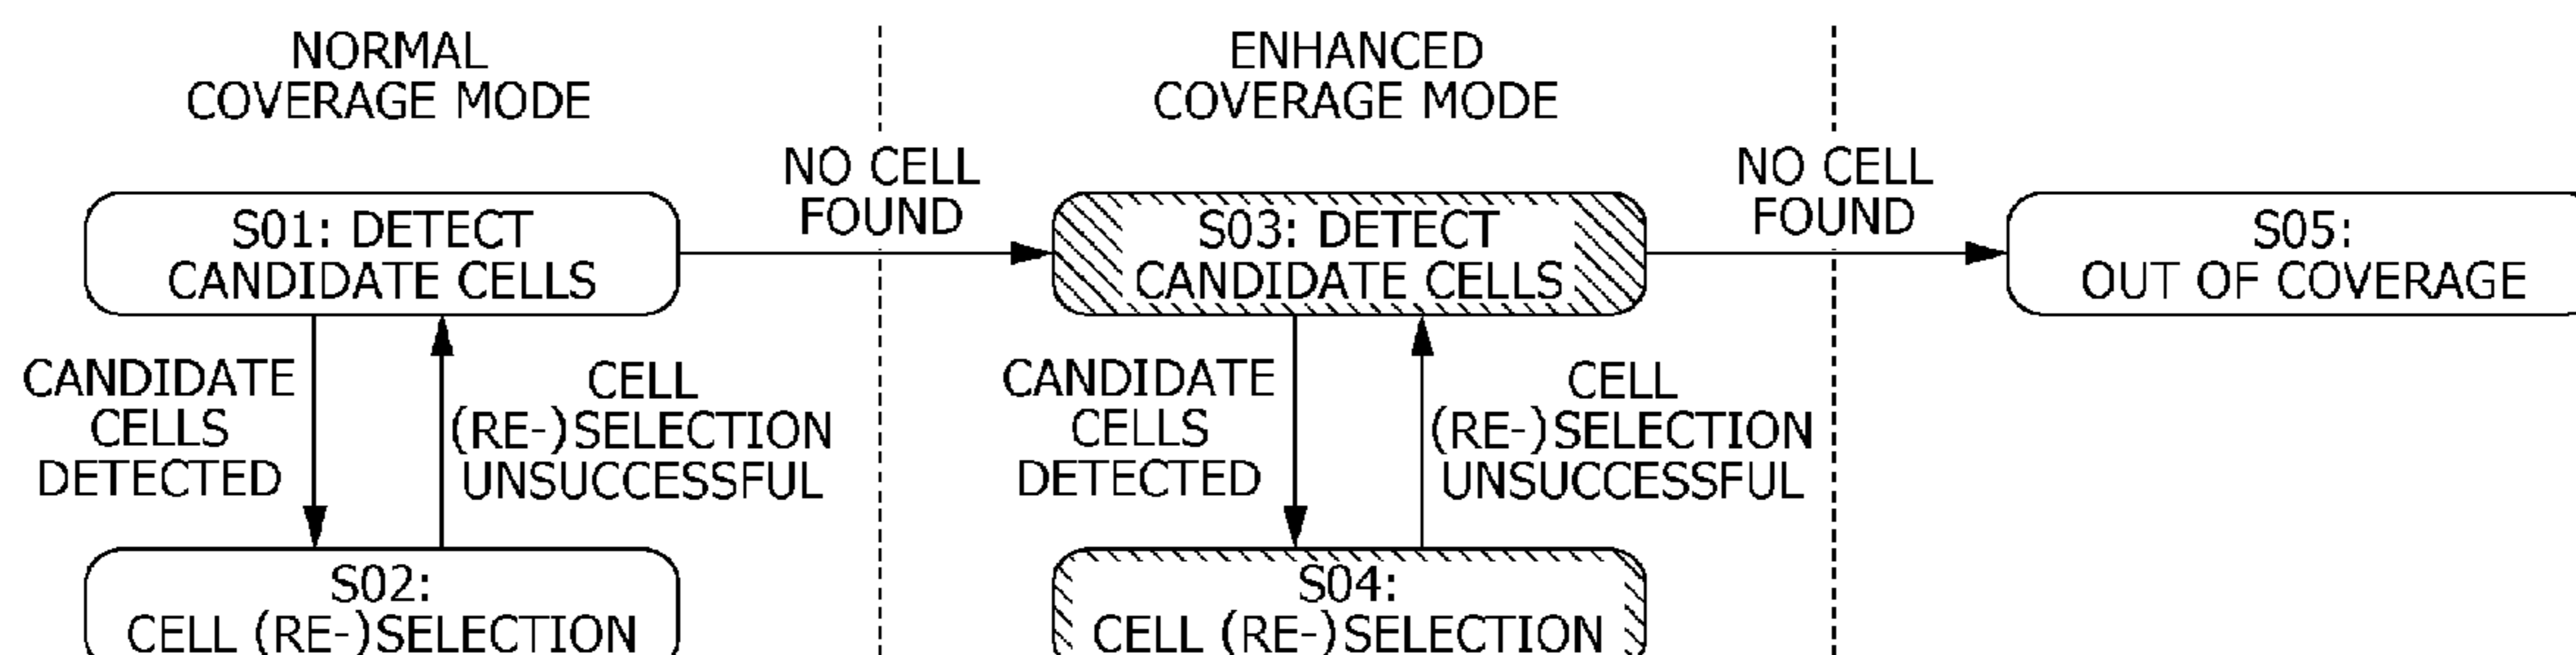 NORMAL
COVERAGE MODE
ENHANCED
COVERAGE MODE
NO CELL
FOUND
NO CELL
FOUND
S01: DETECT
CANDIDATE CELLS
S03: DETECT
CANDIDATE CELLS
S05:
OUT OF COVERAGE
CANDIDATE
CELLS
DETECTED
CELL
(RE-)SELECTION
UNSUCCESSFUL
CANDIDATE
CELLS
DETECTED
CELL
(RE-)SELECTION
UNSUCCESSFUL
S02:
CELL (RE-)SELECTION
S04:
CELL (RE-)SELECTION